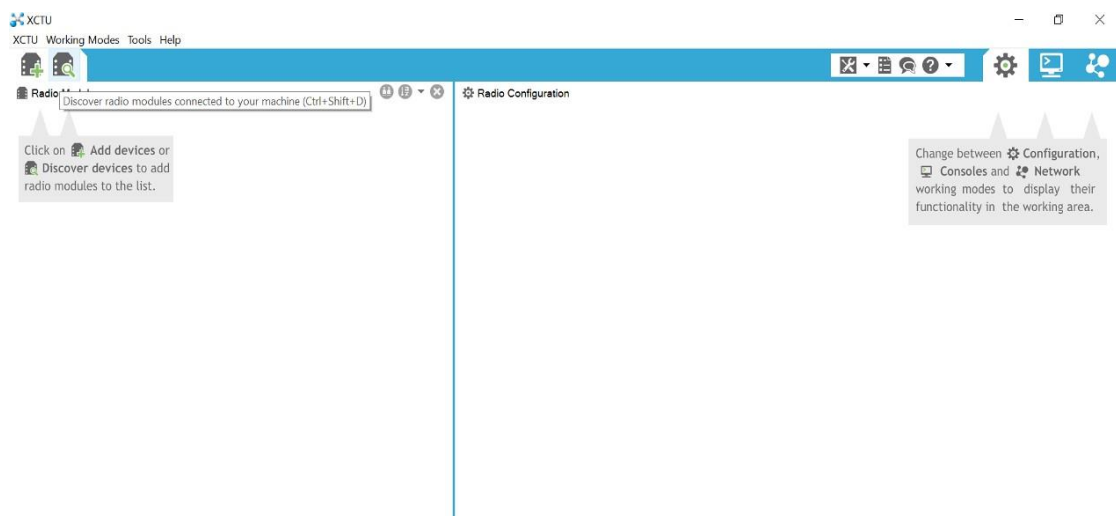 XCTU
XCTU Working Modes Tools Help
Radio
Discover radio modules connected to your machine (Ctrl+Shift+D)
Radio Configuration
Click on Add devices or
Discover devices to add
radio modules to the list.
Change between Configuration,
Consoles and Network
working modes to display their
functionality in the working area.